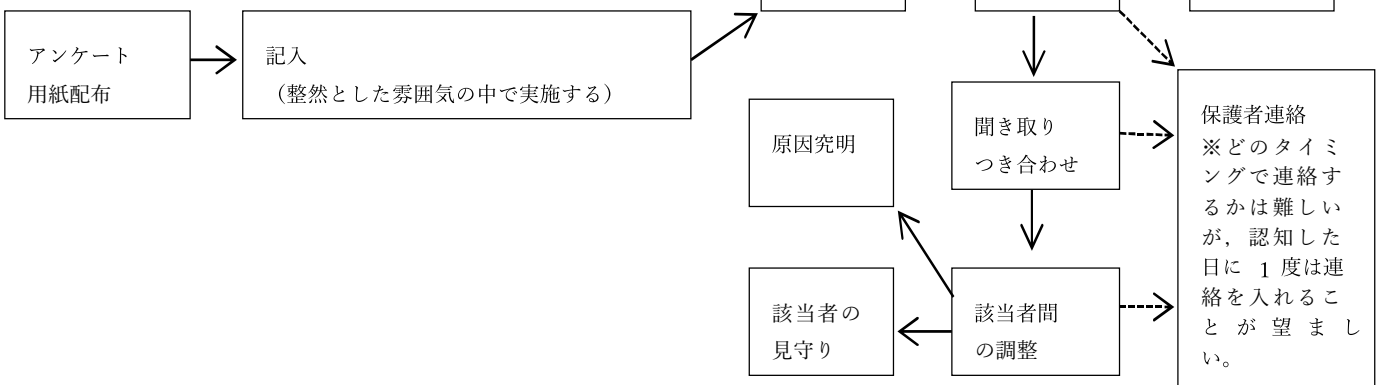 アンケート
用紙配布
記入
（整然とした雰囲気の中で実施する）
原因究明
聞き取り
つき合わせ
該当者の
見守り
該当者間
の調整
保護者連絡
※どのタイミ
ングで連絡す
るかは難しい
が，認知した
日に 1 度は連
絡を入れるこ
とが望まし
い。